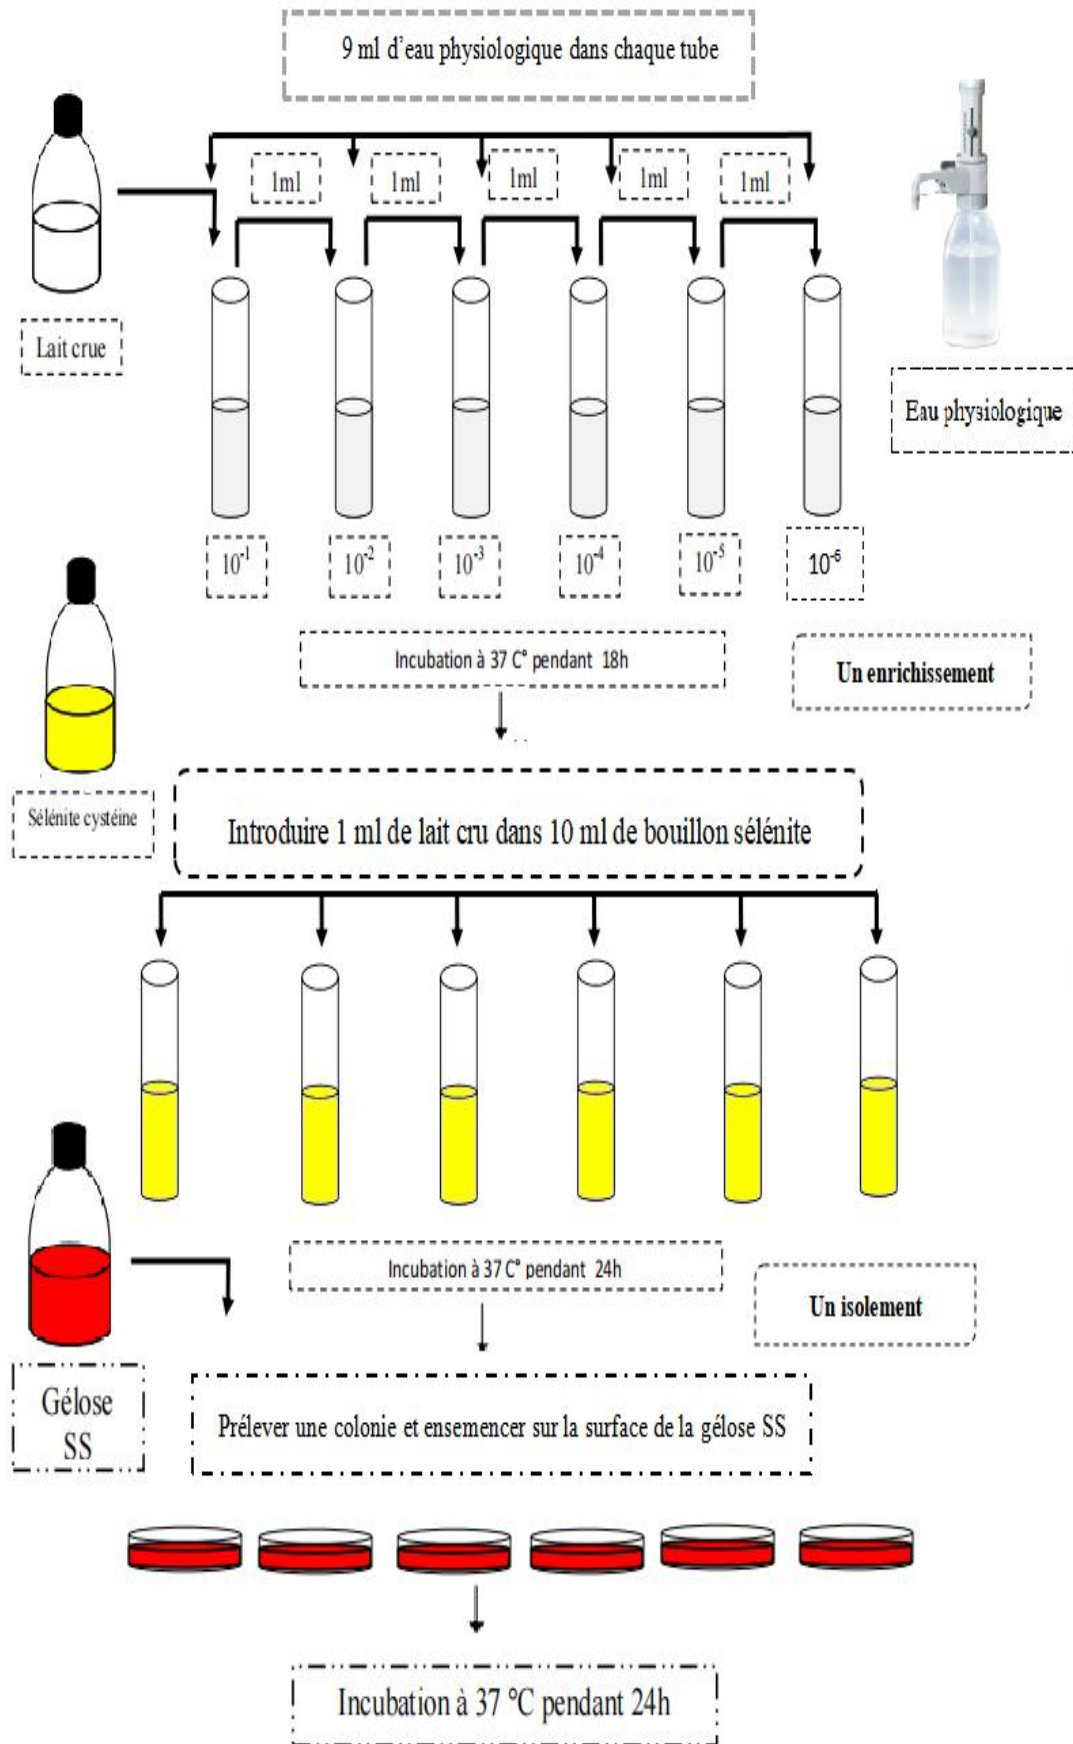 9 ml d'eau physiologique dans chaque tube
1ml
1ml
1ml
1ml
1ml
Lait crue
Eau physiologique
10⁻¹
10⁻²
10⁻³
10⁻⁴
10⁻⁵
10⁻⁶
Incubation à 37 C° pendant 18h
Un enrichissement
Sélénite cystéine
Introduire 1 ml de lait cru dans 10 ml de bouillon sélénite
Incubation à 37 C° pendant 24h
Un isolement
Gélose
SS
Prélever une colonie et ensemencer sur la surface de la gélose SS
Incubation à 37 °C pendant 24h